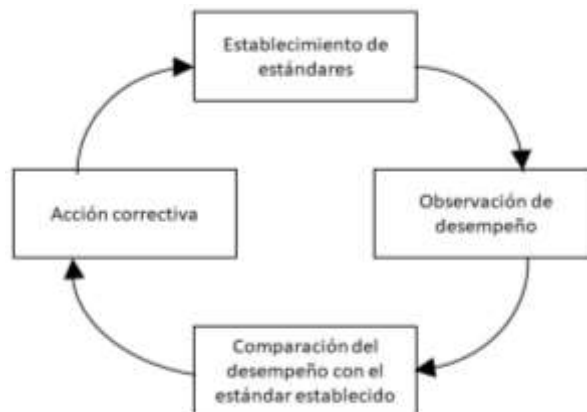 Establecimiento de
estándares
Observación de
desempeño
Comparación del
desempeño con el
estándar establecido
Acción correctiva